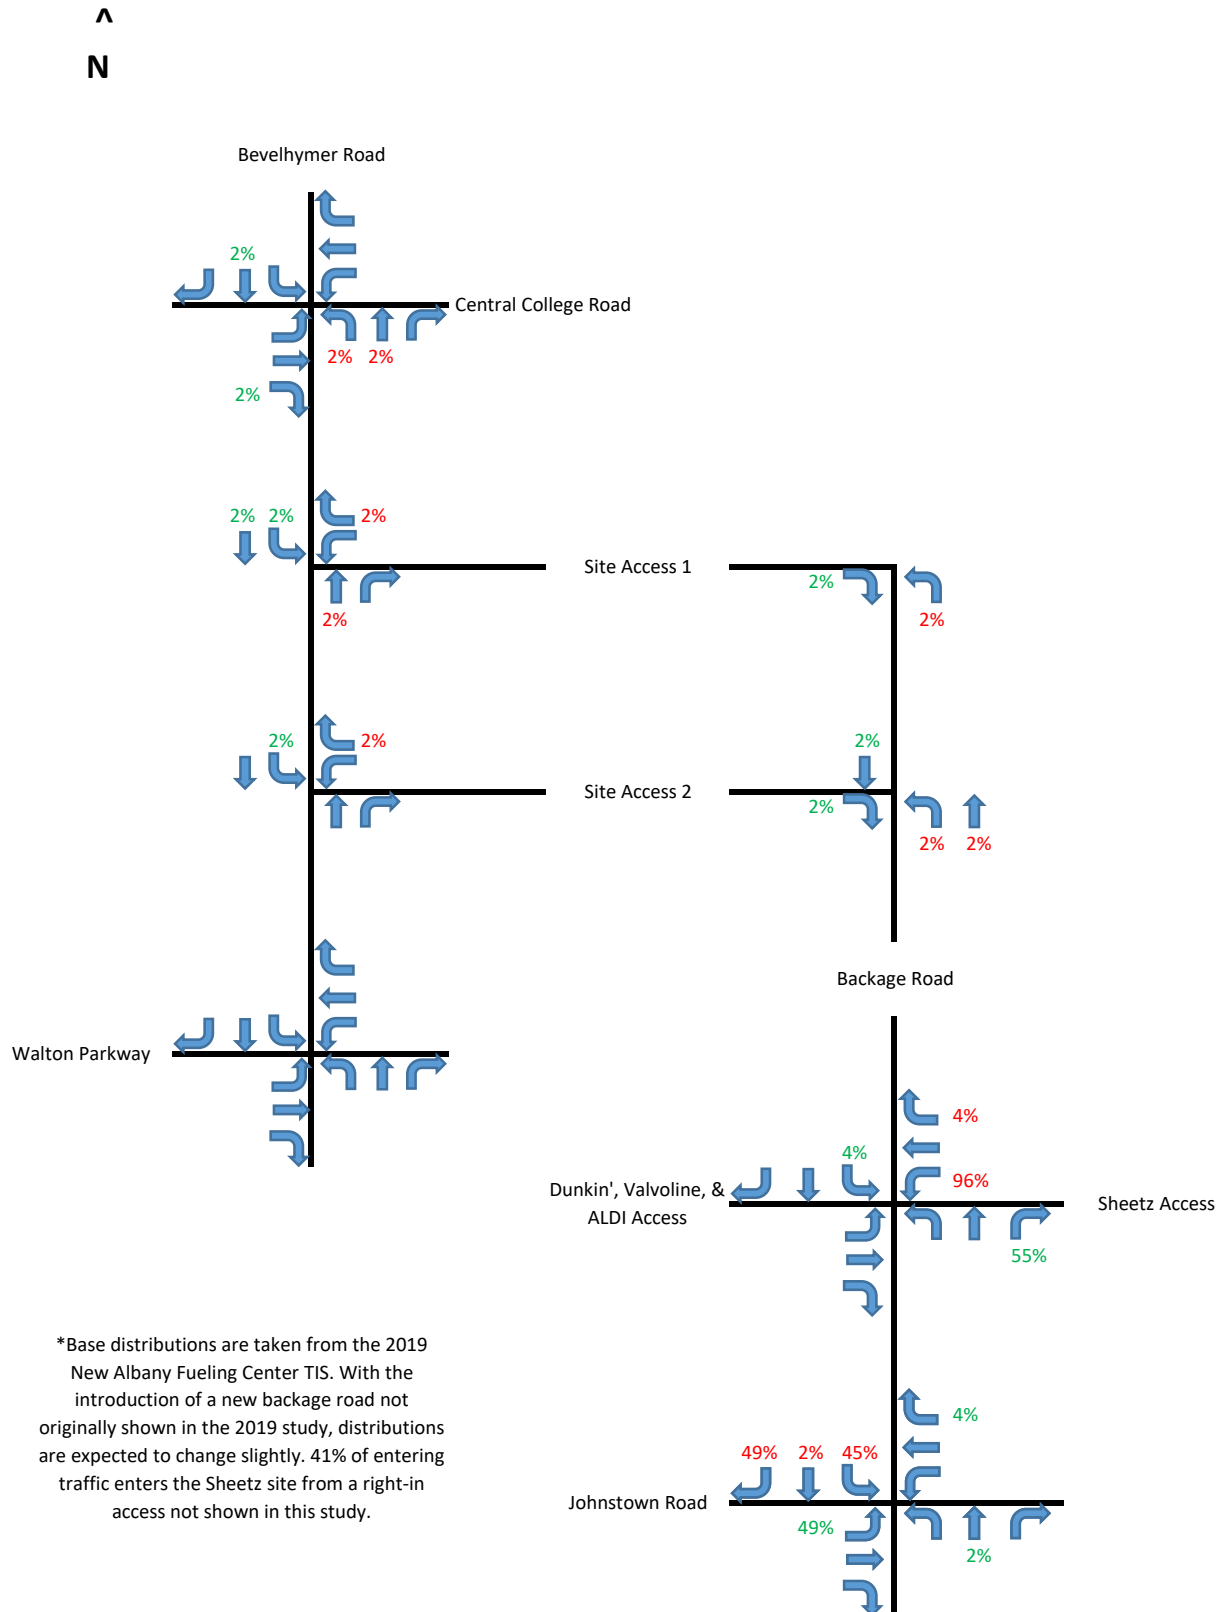 ^
N
Bevelhymer Road
2%
Central College Road
2% 2%
2%
2% 2% 2%
Site Access 1
2%
2%
2%
2% 2%
2%
Site Access 2
2%
2% 2%
Backage Road
Walton Parkway
4%
4%
96%
Dunkin', Valvoline, &
ALDI Access
Sheetz Access
55%
*Base distributions are taken from the 2019
New Albany Fueling Center TIS. With the
introduction of a new backage road not
originally shown in the 2019 study, distributions
are expected to change slightly. 41% of entering
traffic enters the Sheetz site from a right-in
access not shown in this study.
4%
49% 2% 45%
Johnstown Road
49%
2%